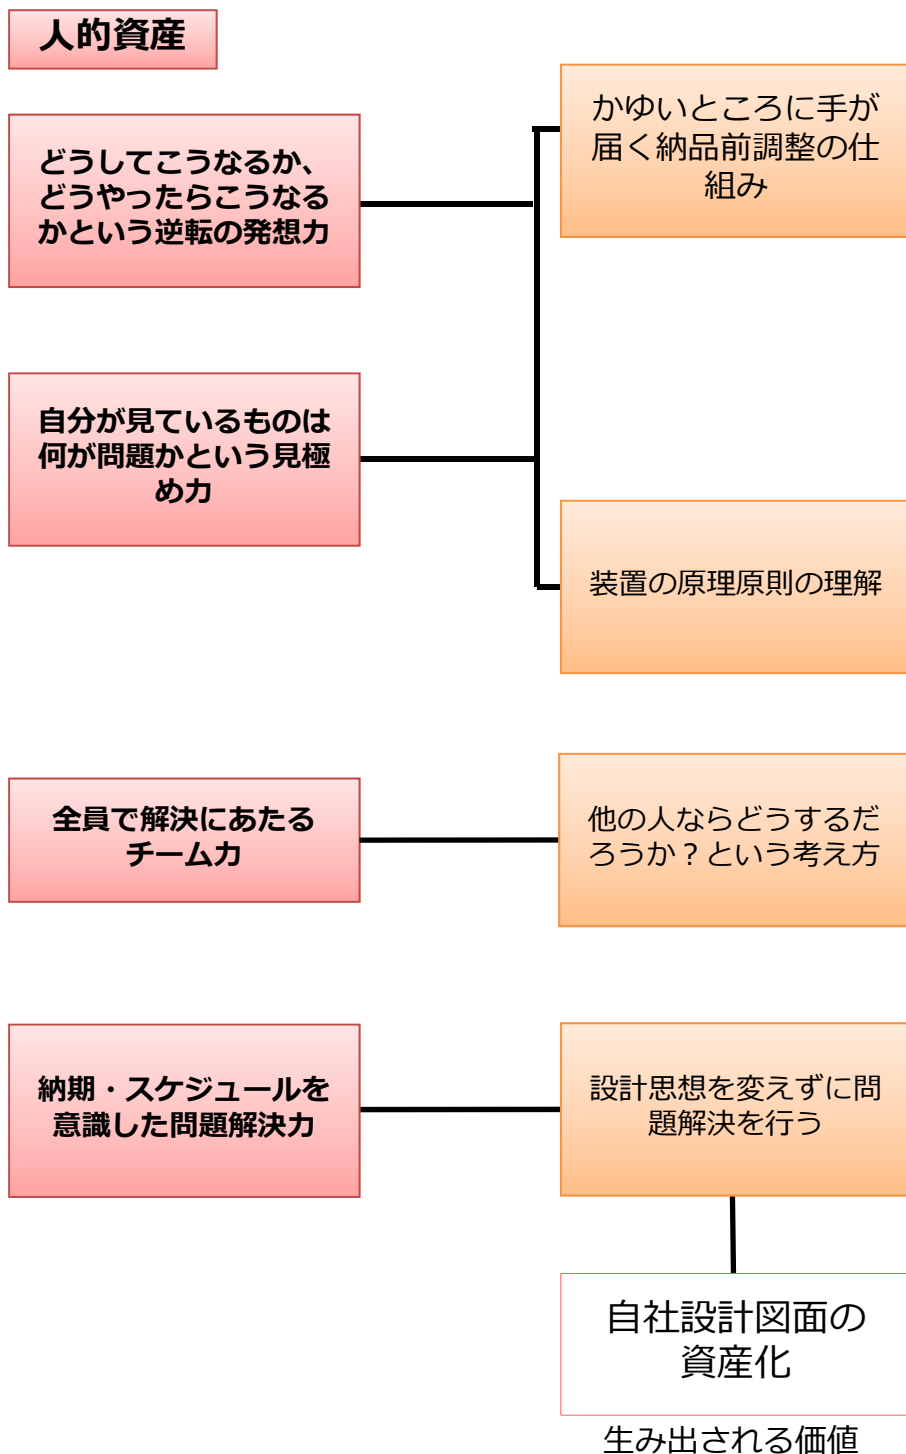 人的資産
どうしてこうなるか、
どうやったらこうなる
かという逆転の発想力
かゆいところに手が
届く納品前調整の仕
組み
自分が見ているものは
何が問題かという見極
め力
装置の原理原則の理解
全員で解決にあたる
チーム力
他の人ならどうするだ
ろうか？という考え方
納期・スケジュールを
意識した問題解決力
設計思想を変えずに問
題解決を行う
自社設計図面の
資産化
生み出される価値